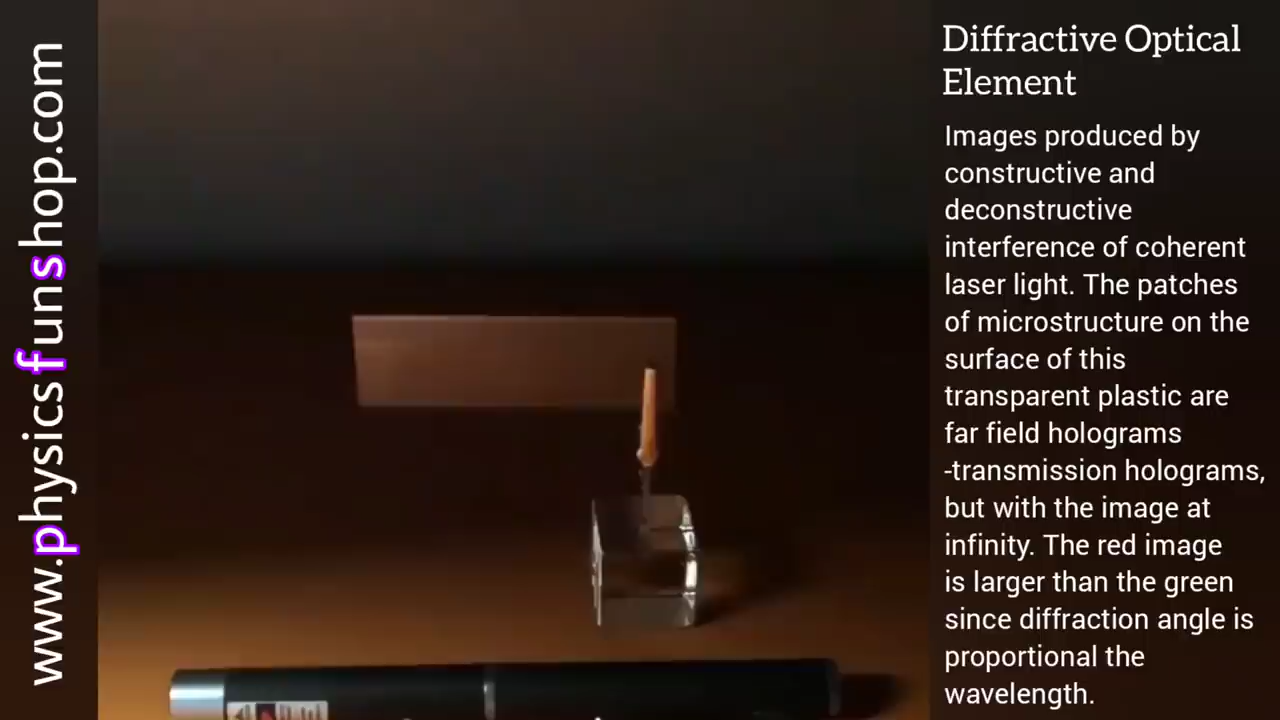 www.physicsfunshop.com
Diffractive Optical
Element
Images produced by
constructive and
deconstructive
interference of coherent
laser light. The patches
of microstructure on the
surface of this
transparent plastic are
far field holograms
-transmission holograms,
but with the image at
infinity. The red image
is larger than the green
since diffraction angle is
proportional the
wavelength.